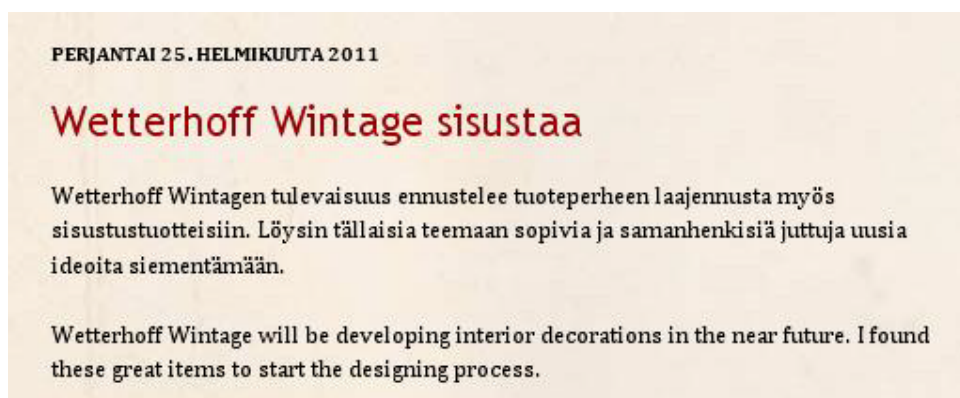 PERJANTAI 25. HELMIKUUTA 2011
Wetterhoff Wintage sisustaa
Wetterhoff Wintagen tulevaisuus ennustelee tuoteperheen laajennusta myös
sisustustuotteisiin. Löysin tällaisia teemaan sopivia ja samanhenkisiä juttuja uusia
ideoita siementämään.
Wetterhoff Wintage will be developing interior decorations in the near future. I found
these great items to start the designing process.